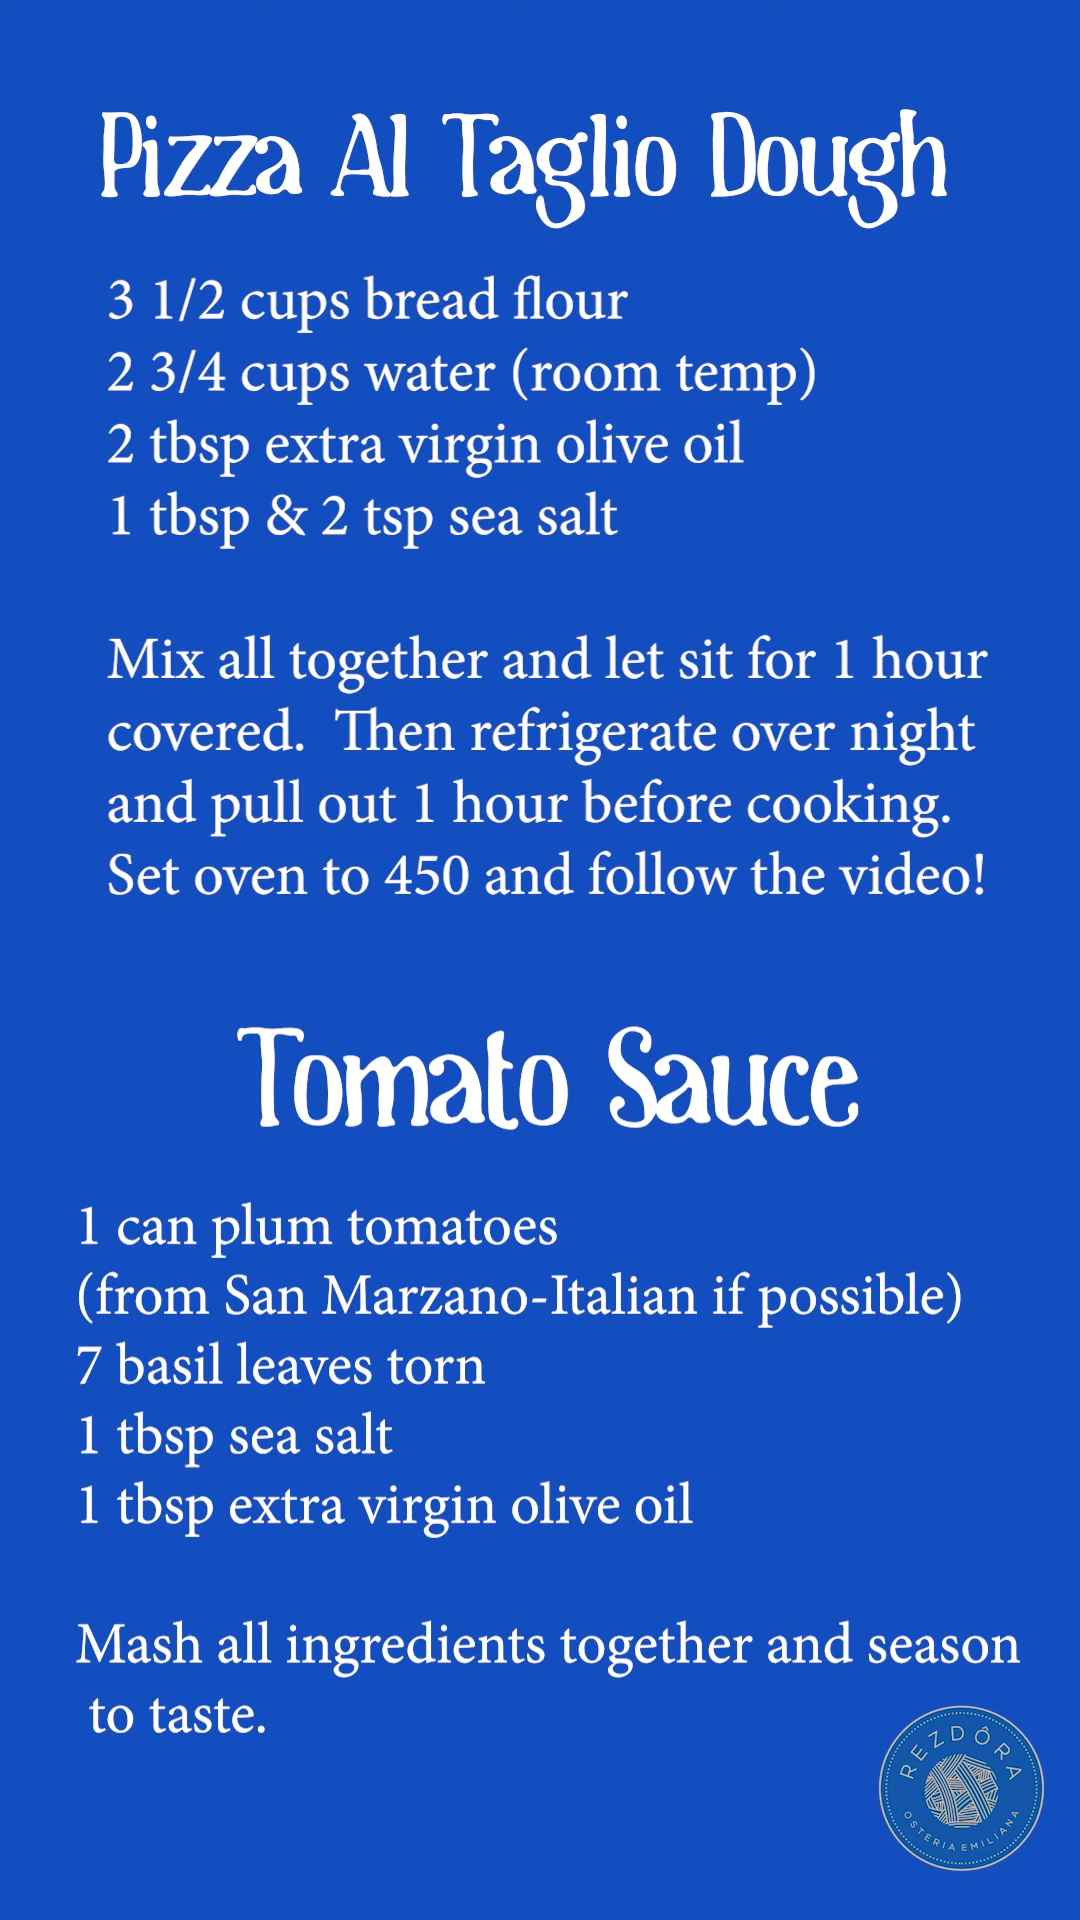 Pizza Al Taglio Dough
3 1/2 cups bread flour
2 3/4 cups water (room temp)
2 tbsp extra virgin olive oil
1 tbsp & 2 tsp sea salt
Mix all together and let sit for 1 hour
covered.  Then refrigerate over night
and pull out 1 hour before cooking.
Set oven to 450 and follow the video!
Tomato Sauce
1 can plum tomatoes
(from San Marzano-Italian if possible)
7 basil leaves torn
1 tbsp sea salt
1 tbsp extra virgin olive oil
Mash all ingredients together and season
to taste.
REZDÔRA
OSTERIA EMILIANA